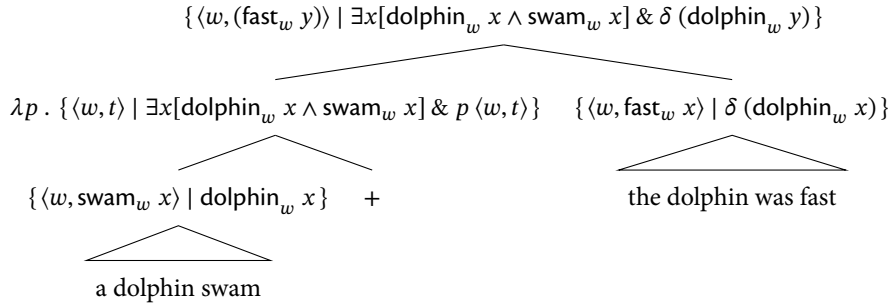 {⟨w, (fast_w y)⟩ | ∃x[dolphin_w x ∧ swam_w x] & δ (dolphin_w y)}
λp . {⟨w, t⟩ | ∃x[dolphin_w x ∧ swam_w x] & p ⟨w, t⟩} {⟨w, fast_w x⟩ | δ (dolphin_w x)}
{⟨w, swam_w x⟩ | dolphin_w x} + the dolphin was fast
a dolphin swam